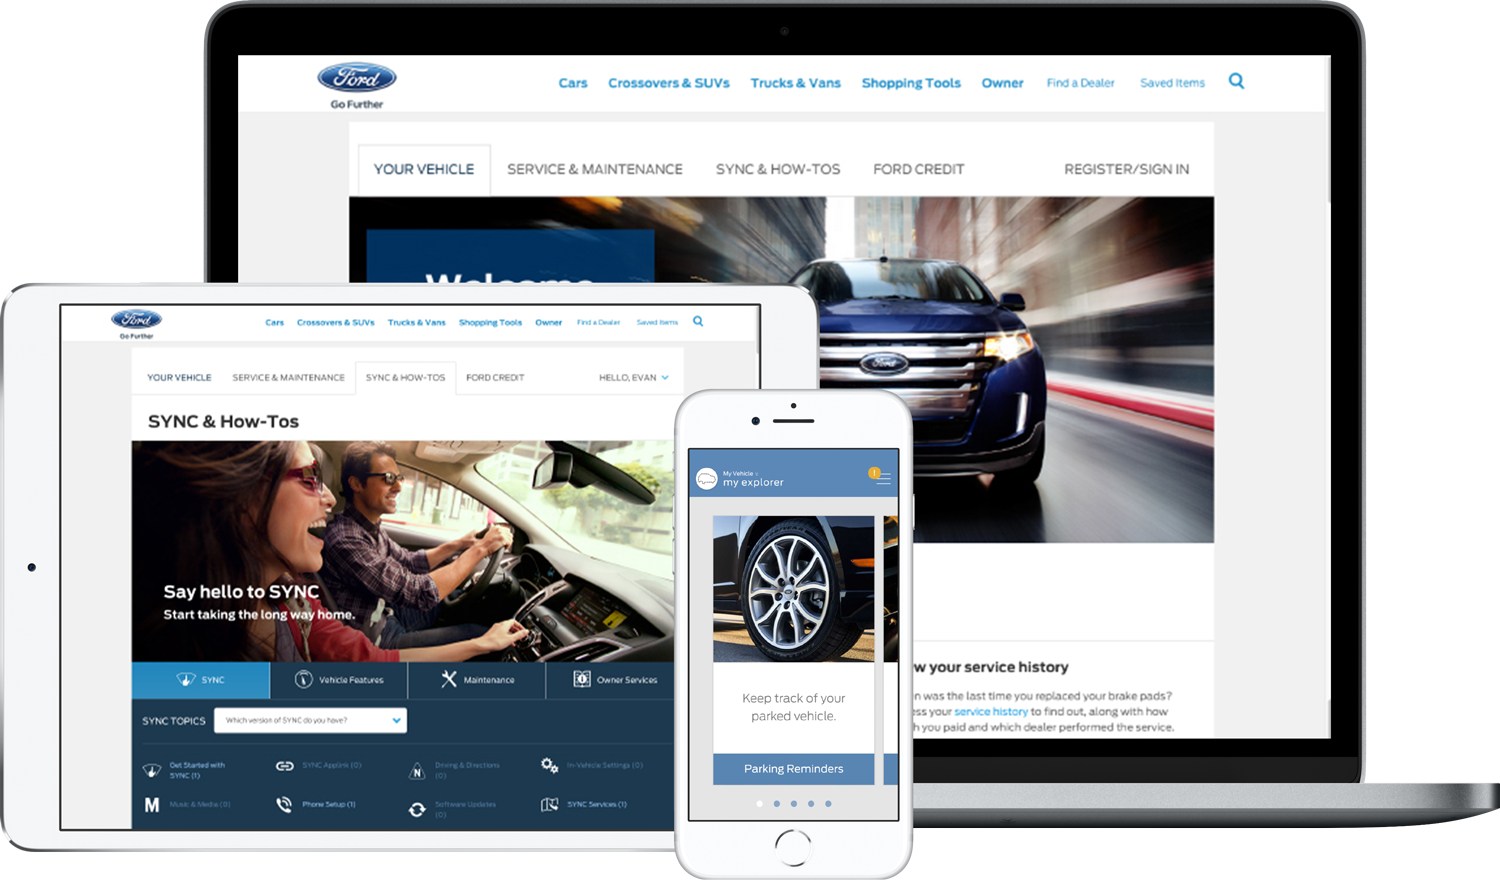 Ford
Go Further
Cars Crossovers & SUVs Trucks & Vans Shopping Tools Owner Find a Dealer Saved Items
YOUR VEHICLE SERVICE & MAINTENANCE SYNC & HOW-TOS FORD CREDIT REGISTER/SIGN IN
Welcome
Ford
w your service history
n was the last time you replaced your brake pads?
ss your service history to find out, along with how
h you paid and which dealer performed the service.
Ford
Go Further
Cars Crossovers & SUVs Trucks & Vans Shopping Tools Owner Find a Dealer Saved Items
YOUR VEHICLE SERVICE & MAINTENANCE SYNC & HOW-TOS FORD CREDIT HELLO, EVAN
SYNC & How-Tos
Say hello to SYNC
Start taking the long way home.
SYNC Vehicle Features Maintenance Owner Services
SYNC TOPICS Which version of SYNC do you have?
Get Started with
SYNC (1)
SYNC Applink (0)
N
Driving & Directions
(0)
In-Vehicle Settings (0)
M Music & Media (0)
Phone Setup (1)
Software Updates
(0)
SYNC Services (1)
My Vehicle >
my explorer
1
Keep track of your
parked vehicle.
Parking Reminders